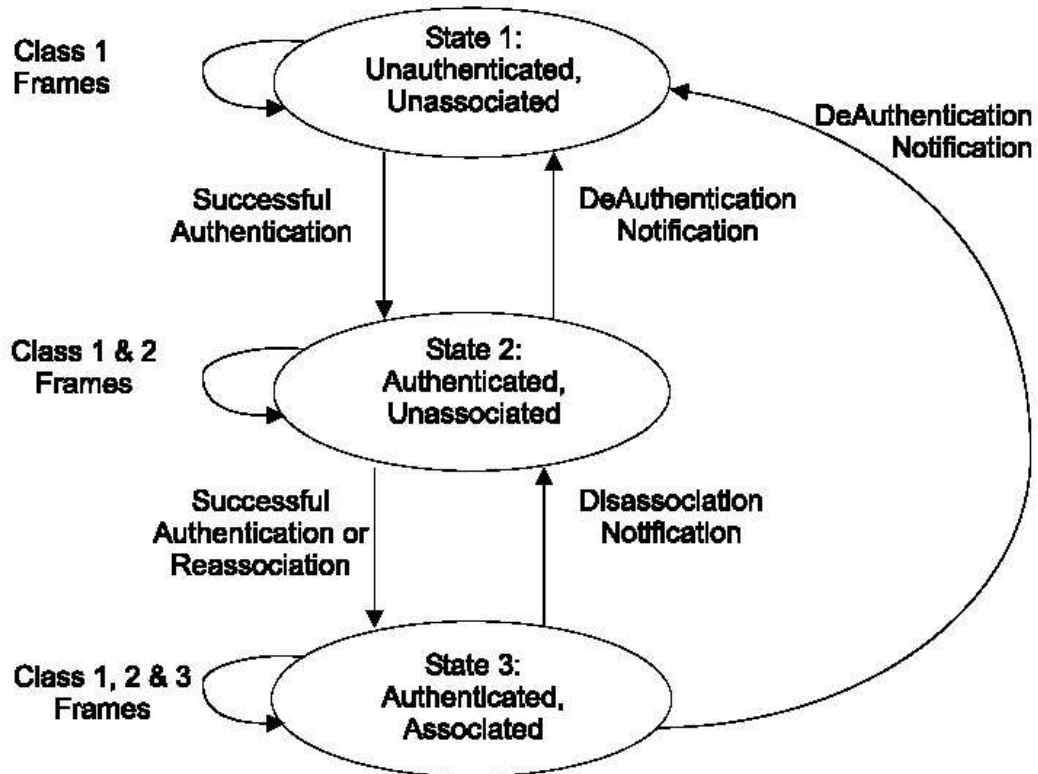 State 1:
Unauthenticated,
Unassociated
Class 1
Frames
DeAuthentication
Notification
Successful
Authentication
DeAuthentication
Notification
State 2:
Authenticated,
Unassociated
Class 1 & 2
Frames
Successful
Authentication or
Reassociation
Disassociation
Notification
State 3:
Authenticated,
Associated
Class 1, 2 & 3
Frames